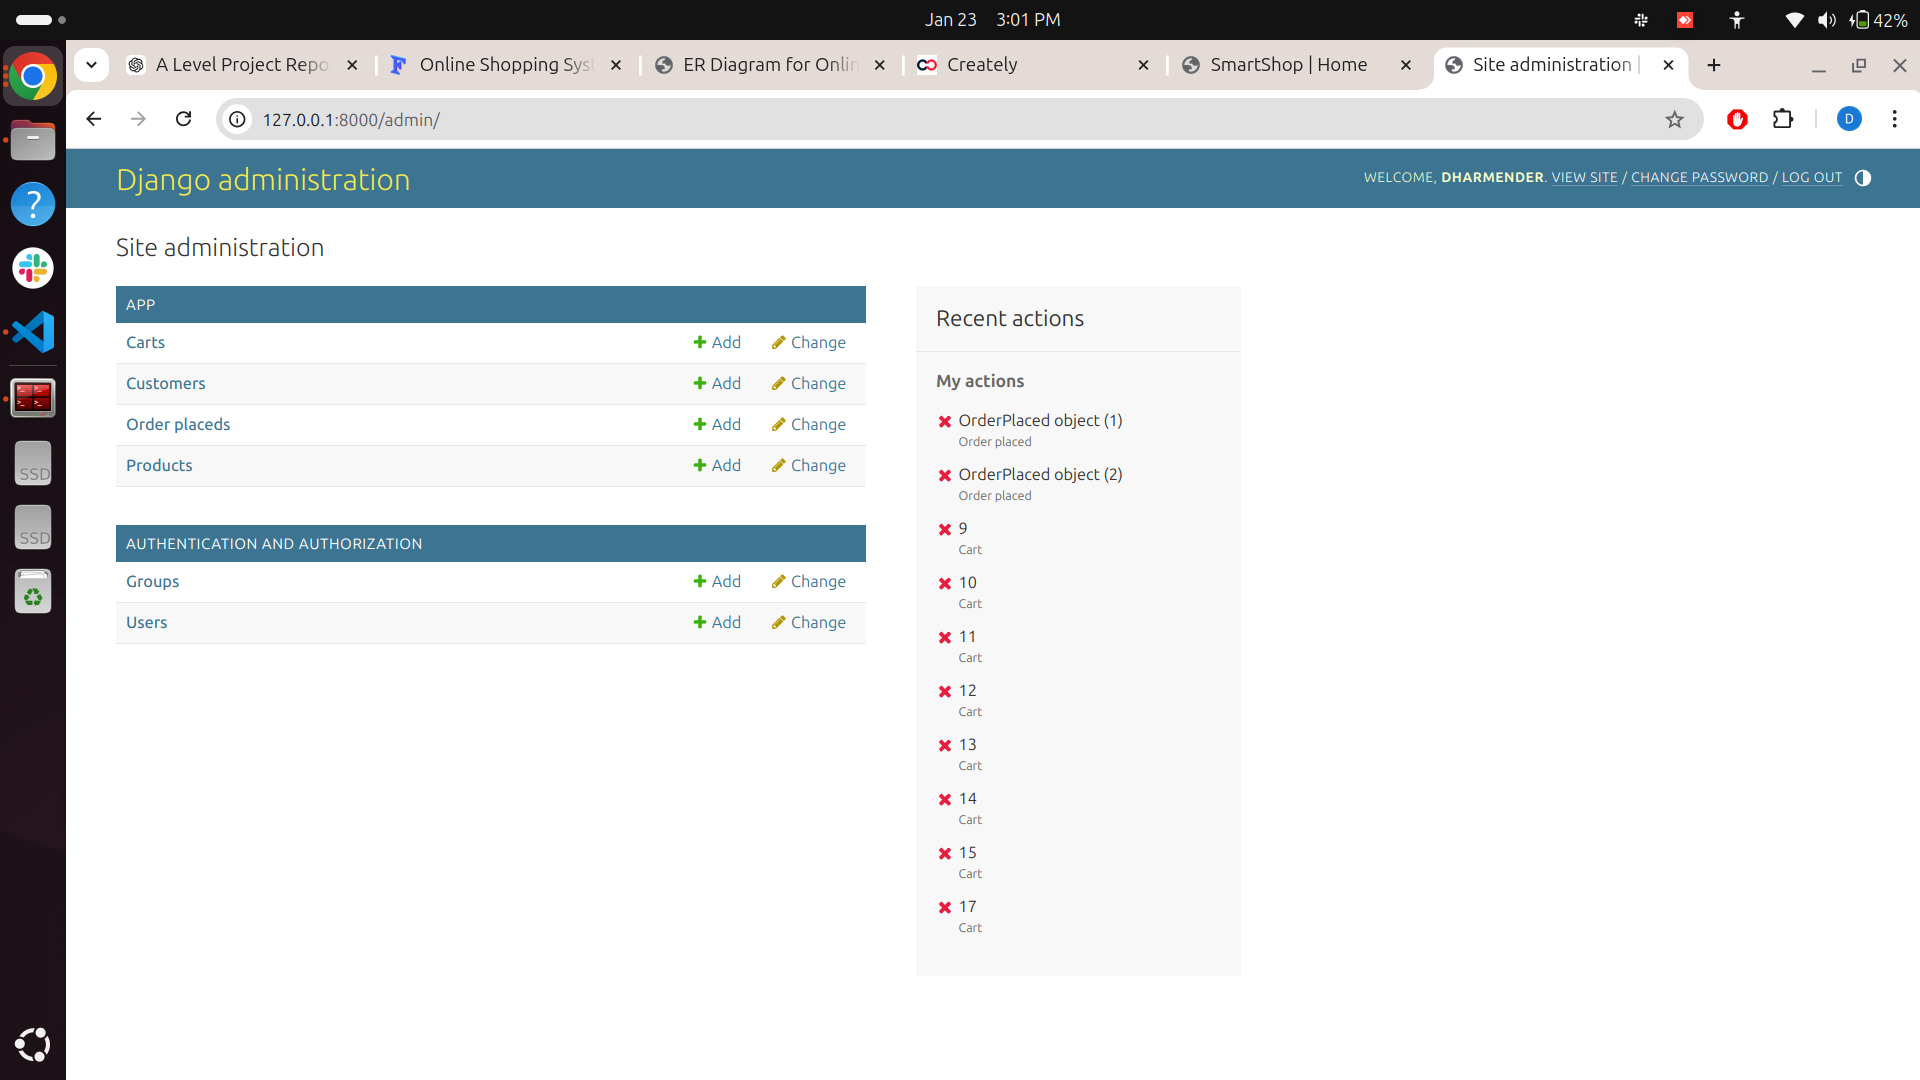 Jan 23 3:01 PM
42%
A Level Project Repo
Online Shopping Syst
ER Diagram for Onlin
Creately
SmartShop | Home
Site administration |
127.0.0.1:8000/admin/
D
Django administration
WELCOME, DHARMENDER. VIEW SITE / CHANGE PASSWORD / LOG OUT
Site administration
APP
Carts Add Change
Customers Add Change
Order placeds Add Change
Products Add Change
AUTHENTICATION AND AUTHORIZATION
Groups Add Change
Users Add Change
Recent actions
My actions
OrderPlaced object (1)
Order placed
OrderPlaced object (2)
Order placed
9
Cart
10
Cart
11
Cart
12
Cart
13
Cart
14
Cart
15
Cart
17
Cart
SSD
SSD